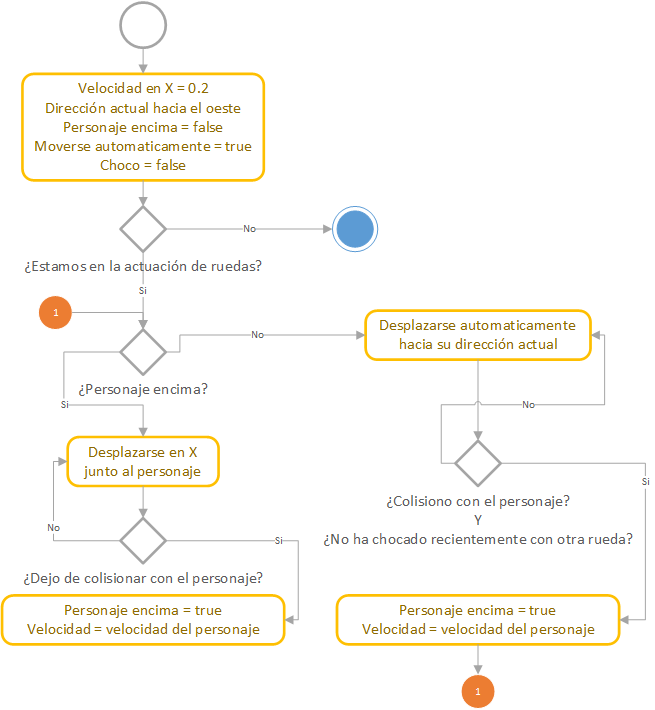 Velocidad en X = 0.2
Dirección actual hacia el oeste
Personaje encima = false
Moverse automaticamente = true
Choco = false
No
¿Estamos en la actuación de ruedas?
Si
1
Desplazarse automaticamente
hacia su dirección actual
No
¿Personaje encima?
Si
No
Desplazarse en X
junto al personaje
Si
¿Colisiono con el personaje?
Y
¿No ha chocado recientemente con otra rueda?
No
Si
¿Dejo de colisionar con el personaje?
Personaje encima = true
Velocidad = velocidad del personaje
Personaje encima = true
Velocidad = velocidad del personaje
1